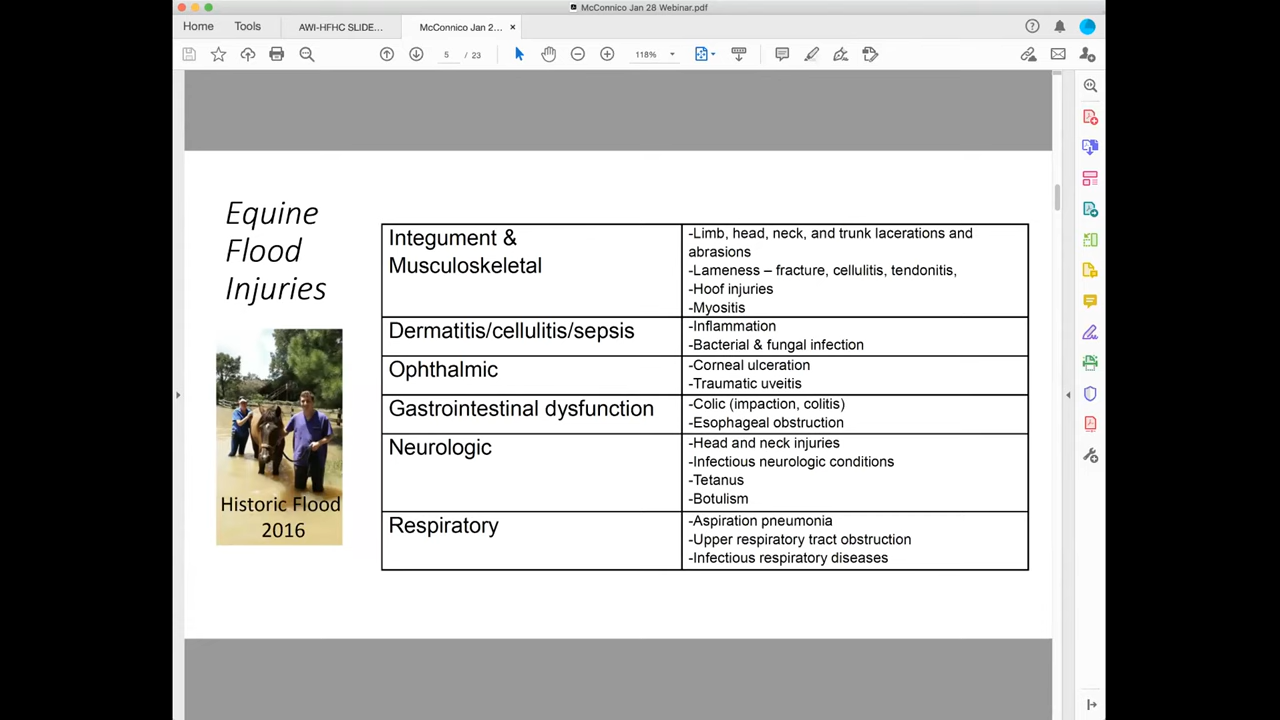 McConnico Jan 28 Webinar.pdf
Home
Tools
AWI-HFHC SLIDE...
McConnico Jan 2... ×
5 / 23
118%
Equine
Flood
Injuries
Historic Flood
2016
Integument &
Musculoskeletal
-Limb, head, neck, and trunk lacerations and
abrasions
-Lameness – fracture, cellulitis, tendonitis,
-Hoof injuries
-Myositis
Dermatitis/cellulitis/sepsis
-Inflammation
-Bacterial & fungal infection
Ophthalmic
-Corneal ulceration
-Traumatic uveitis
Gastrointestinal dysfunction
-Colic (impaction, colitis)
-Esophageal obstruction
Neurologic
-Head and neck injuries
-Infectious neurologic conditions
-Tetanus
-Botulism
Respiratory
-Aspiration pneumonia
-Upper respiratory tract obstruction
-Infectious respiratory diseases